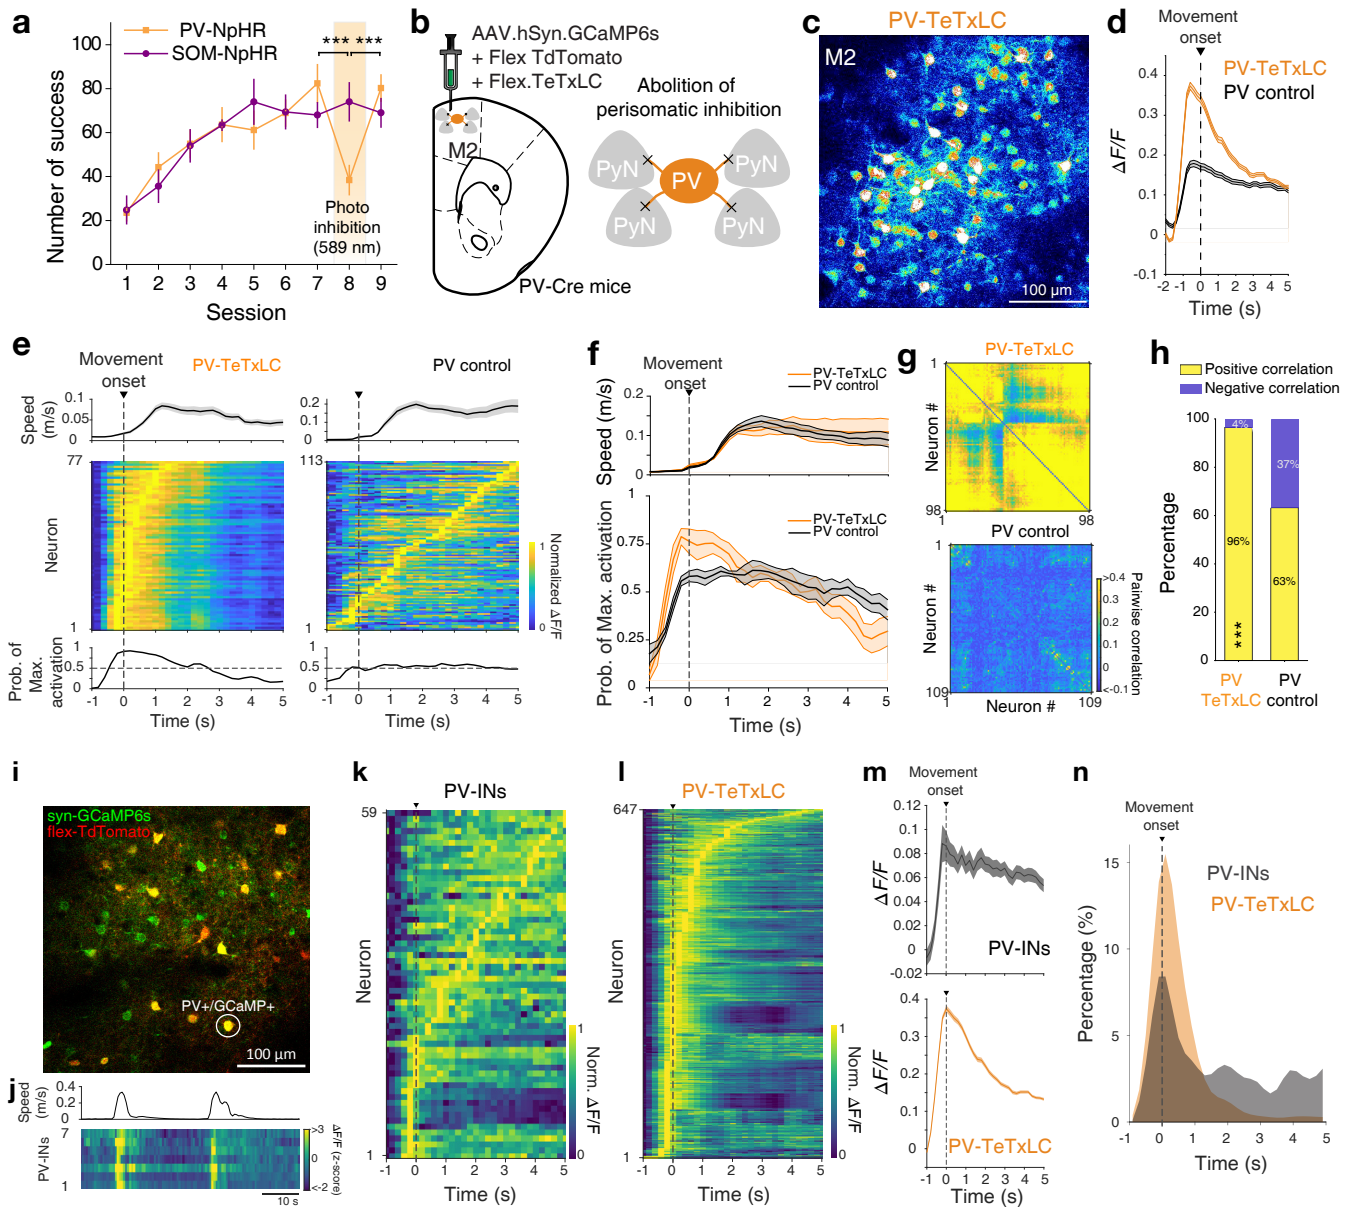 a
PV-NpHR
SOM-NpHR
*** ***
Number of success
100
80
60
40
20
0
Photo
inhibition
(589 nm)
1 2 3 4 5 6 7 8 9
Session
b
AAV.hSyn.GCaMP6s
+ Flex TdTomato
+ Flex.TeTxLC
M2
PV-Cre mice
Abolition of
perisomatic inhibition
PyN PyN
PV
PyN PyN
c
PV-TeTxLC
M2
100 µm
d
Movement
onset
PV-TeTxLC
PV control
ΔF/F
0.4
0.3
0.2
0.1
0
-0.1
-2 -1 0 1 2 3 4 5
Time (s)
e
Movement
onset
PV-TeTxLC
PV control
Speed
(m/s)
0.1
0.05
0
0.2
0
77
Neuron
1
113
1
1
Normalized ΔF/F
0
Prob. of
Max.
activation
1
0.5
0
1
0.5
0
-1 0 1 2 3 4 5
Time (s)
-1 0 1 2 3 4 5
Time (s)
f
Movement
onset
PV-TeTxLC
PV control
Speed (m/s)
0.2
0.1
0
PV-TeTxLC
PV control
Prob. of Max. activation
1
0.75
0.5
0.25
0
-1 0 1 2 3 4 5
Time (s)
g
PV-TeTxLC
1
Neuron #
98
1 98
PV control
1
Neuron #
109
1 109
Neuron #
>0.4
0.3
0.2
0.1
0
<-0.1
Pairwise correlation
h
Positive correlation
Negative correlation
Percentage
100
80
60
40
20
0
4%
96%
***
37%
63%
PV
TeTxLC
PV
control
i
syn-GCaMP6s
flex-TdTomato
PV+/GCaMP+
100 µm
j
Speed
(m/s)
0.4
0.2
0
PV-INs
7
1
>3
0
<-2
ΔF/F (z-score)
10 s
k
PV-INs
59
Neuron
1
-1 0 1 2 3 4 5
Time (s)
1
Norm. ΔF/F
0
l
PV-TeTxLC
647
Neuron
1
-1 0 1 2 3 4 5
Time (s)
1
Norm. ΔF/F
0
m
Movement
onset
0.12
0.1
0.08
0.06
0.04
0.02
0
-0.02
ΔF/F
PV-INs
0.4
0.3
0.2
0.1
0
ΔF/F
PV-TeTxLC
-1 0 1 2 3 4 5
Time (s)
n
Movement
onset
PV-INs
PV-TeTxLC
Percentage (%)
15
10
5
0
-1 0 1 2 3 4 5
Time (s)